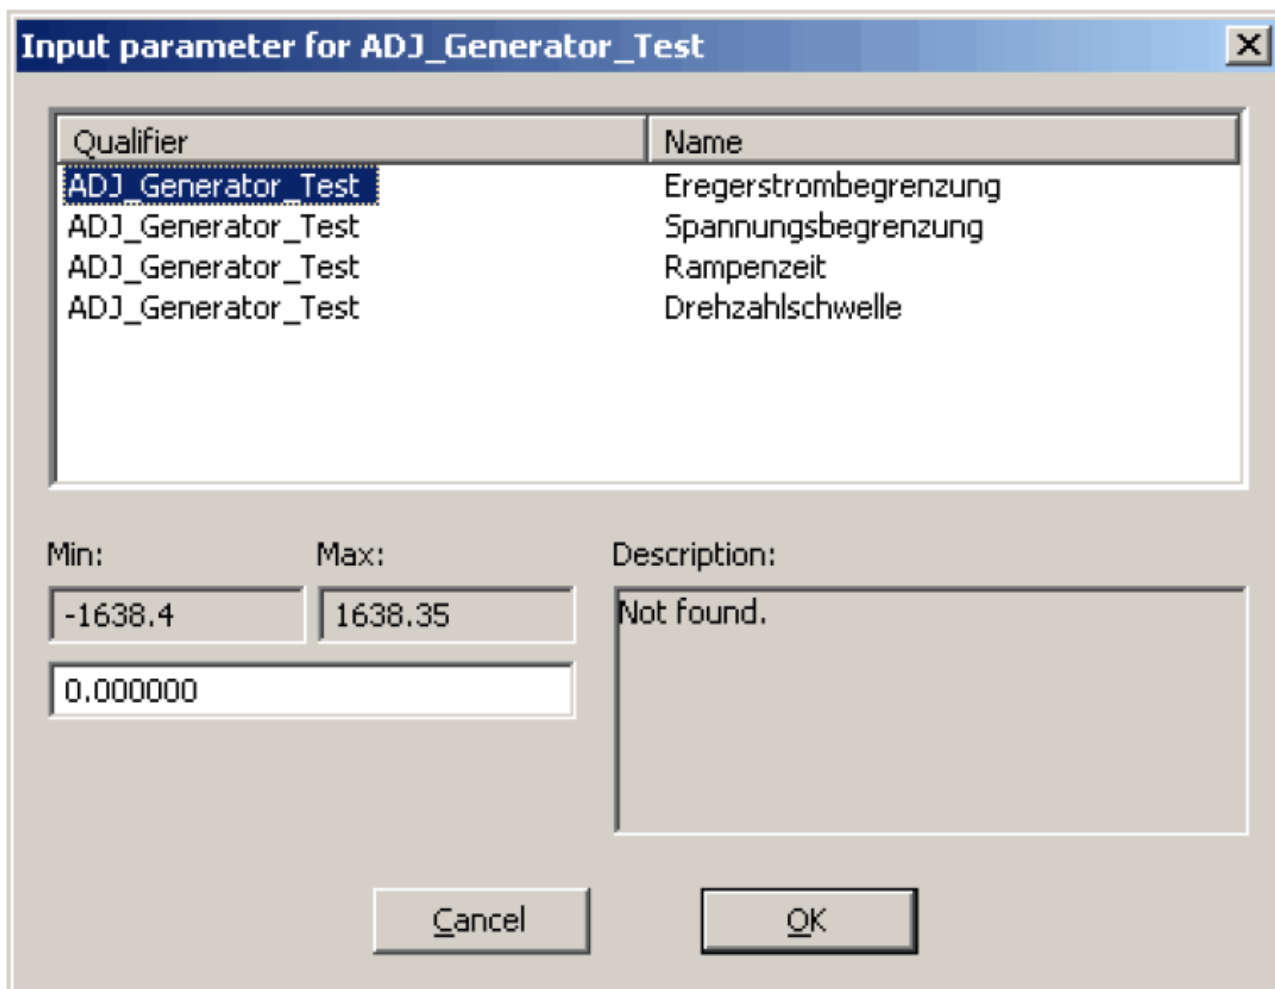 Input parameter for ADJ_Generator_Test
Qualifier Name
ADJ_Generator_Test Eregerstrombegrenzung
ADJ_Generator_Test Spannungsbegrenzung
ADJ_Generator_Test Rampenzeit
ADJ_Generator_Test Drehzahlschwelle
Min: Max: Description:
-1638.4 1638.35 Not found.
0.000000
Cancel OK